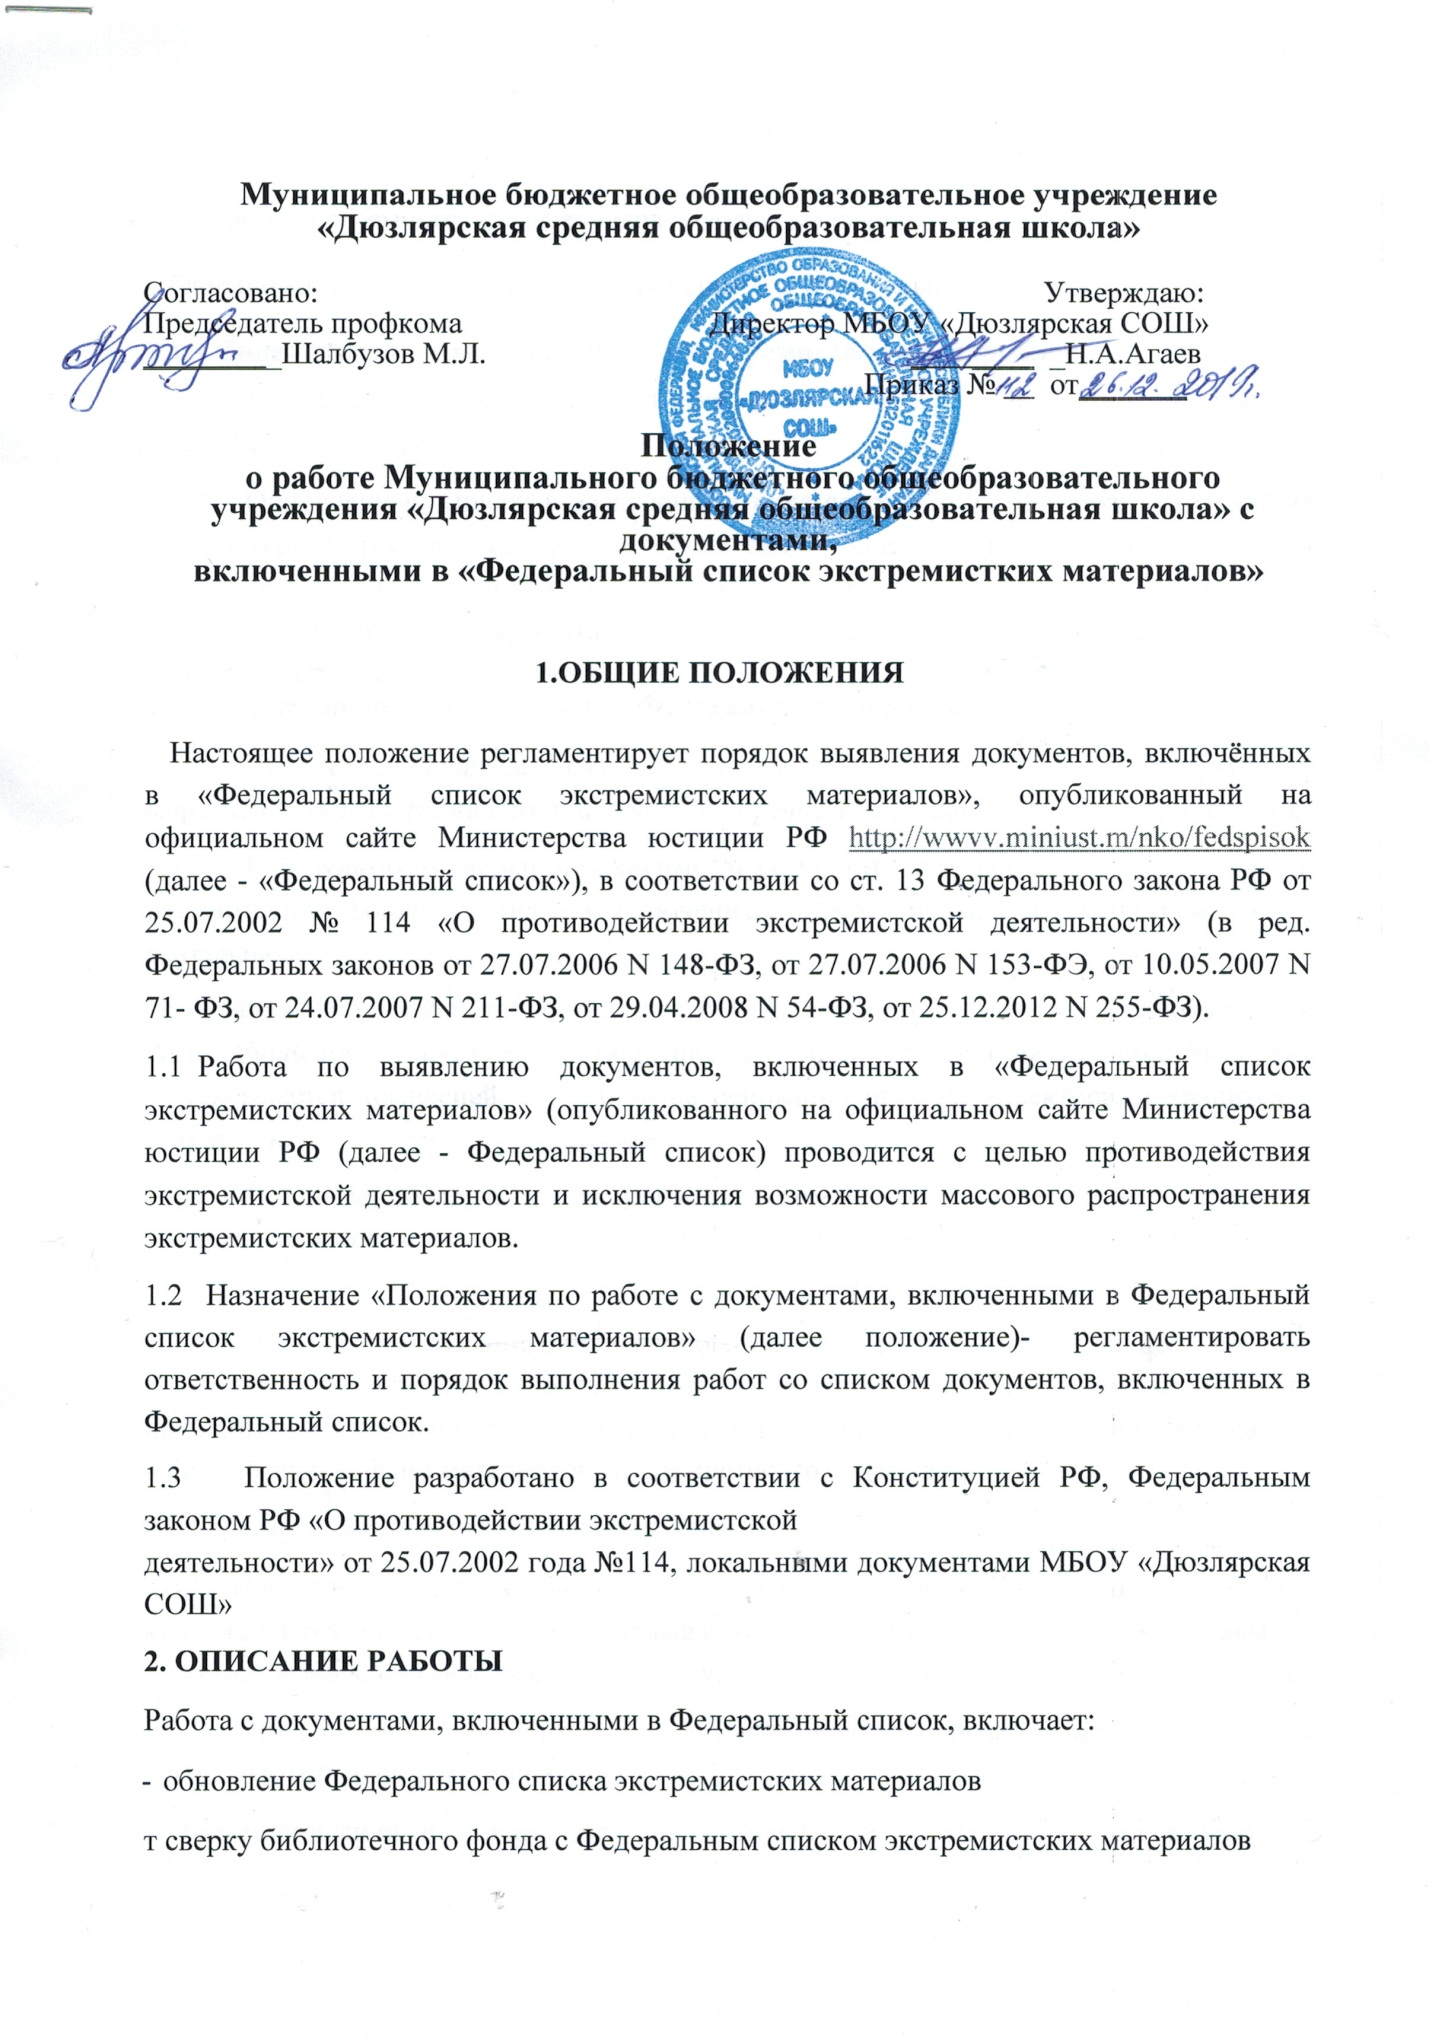 Муниципальное бюджетное общеобразовательное учреждение
«Дюзлярская средняя общеобразовательная школа»
Согласовано: Утверждаю:
Председатель профкома Директор МБОУ «Дюзлярская СОШ»
Шалбузов М.Л. Н.А.Агаев
Приказ № 112 от 26.12. 2019г.
МБОУ
«ДЮЗЛЯРСКАЯ
СОШ»
Положение
о работе Муниципального бюджетного общеобразовательного
учреждения «Дюзлярская средняя общеобразовательная школа» с
документами,
включенными в «Федеральный список экстремистких материалов»
1.ОБЩИЕ ПОЛОЖЕНИЯ
Настоящее положение регламентирует порядок выявления документов, включённых
в «Федеральный список экстремистских материалов», опубликованный на
официальном сайте Министерства юстиции РФ http://wwvv.miniust.m/nko/fedspisok
(далее - «Федеральный список»), в соответствии со ст. 13 Федерального закона РФ от
25.07.2002 № 114 «О противодействии экстремистской деятельности» (в ред.
Федеральных законов от 27.07.2006 N 148-ФЗ, от 27.07.2006 N 153-ФЭ, от 10.05.2007 N
71- ФЗ, от 24.07.2007 N 211-ФЗ, от 29.04.2008 N 54-ФЗ, от 25.12.2012 N 255-ФЗ).
1.1 Работа по выявлению документов, включенных в «Федеральный список
экстремистских материалов» (опубликованного на официальном сайте Министерства
юстиции РФ (далее - Федеральный список) проводится с целью противодействия
экстремистской деятельности и исключения возможности массового распространения
экстремистских материалов.
1.2 Назначение «Положения по работе с документами, включенными в Федеральный
список экстремистских материалов» (далее положение)- регламентировать
ответственность и порядок выполнения работ со списком документов, включенных в
Федеральный список.
1.3 Положение разработано в соответствии с Конституцией РФ, Федеральным
законом РФ «О противодействии экстремистской
деятельности» от 25.07.2002 года №114, локальными документами МБОУ «Дюзлярская
СОШ»
2. ОПИСАНИЕ РАБОТЫ
Работа с документами, включенными в Федеральный список, включает:
- обновление Федерального списка экстремистских материалов
т сверку библиотечного фонда с Федеральным списком экстремистских материалов